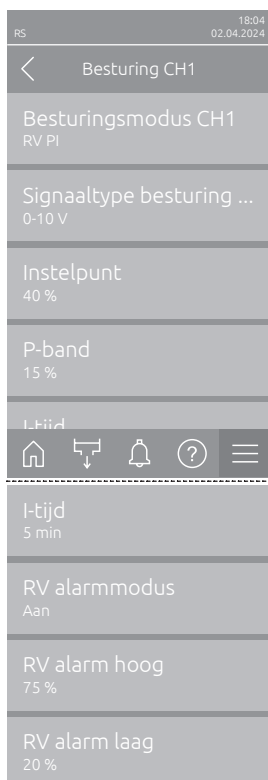 18:04
RS 02.04.2024
Besturing CH1
Besturingsmodus CH1
RV PI
Signaaltype besturing ...
0-10 V
Instelpunt
40 %
P-band
15 %
I-tijd
I-tijd
5 min
RV alarmmodus
Aan
RV alarm hoog
75 %
RV alarm laag
20 %